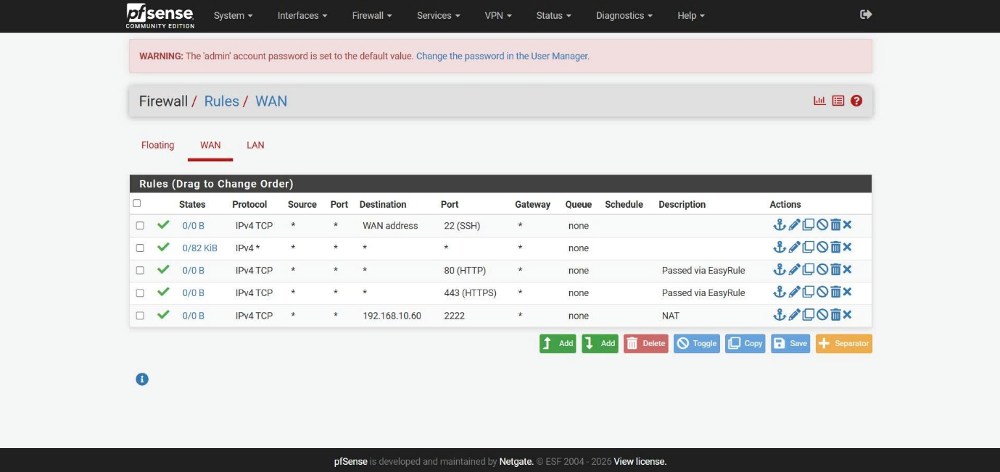 pfsense
COMMUNITY EDITION
System Interfaces Firewall Services VPN Status Diagnostics Help
WARNING: The 'admin' account password is set to the default value. Change the password in the User Manager.
Firewall / Rules / WAN
Floating WAN LAN
Rules (Drag to Change Order)
States Protocol Source Port Destination Port Gateway Queue Schedule Description Actions
0/0 B IPv4 TCP * * WAN address 22 (SSH) * none
0/82 KiB IPv4 * * * * * * none
0/0 B IPv4 TCP * * * 80 (HTTP) * none Passed via EasyRule
0/0 B IPv4 TCP * * * 443 (HTTPS) * none Passed via EasyRule
0/0 B IPv4 TCP * * 192.168.10.60 2222 * none NAT
Add Add Delete Toggle Copy Save Separator
pfSense is developed and maintained by Netgate. © ESF 2004 - 2026 View license.